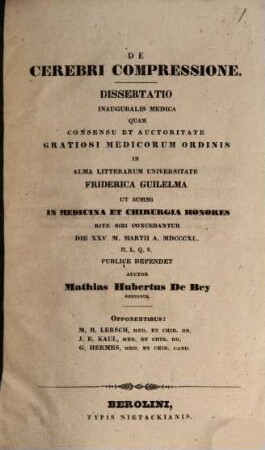 1
DE
CEREBRI COMPRESSIONE.
DISSERTATIO
INAUGURALIS MEDICA
QUAM
CONSENSU ET AUCTORITATE
GRATIOSI MEDICORUM ORDINIS
IN
ALMA LITTERARUM UNIVERSITATE
FRIDERICA GUILELMA
UT SUMMI
IN MEDICINA ET CHIRURGIA HONORES
RITE SIBI CONCEDANTUR
DIE XXV. M. MARTII A. MDCCCXL.
H. L. Q. S.
PUBLICE DEFENDET
AUCTOR
Mathias Hubertus De Bey
RHENANUS.
OPPONENTIBUS:
M. H. LERSCH, MED. ET CHIR. DR.
J. E. KAUL, MED. ET CHIR. DD.
G. HERMES, MED. ET CHIR. CAND.
BEROLINI,
TYPIS NIETACKIANIS.